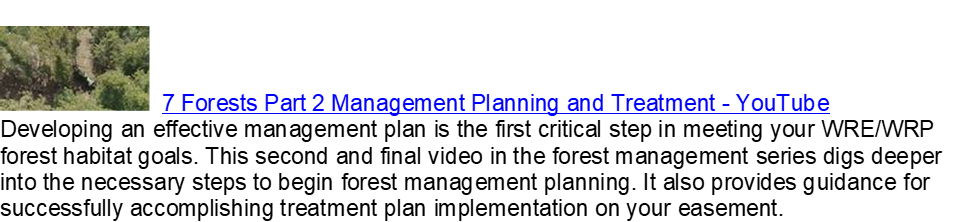 7 Forests Part 2 Management Planning and Treatment - YouTube
Developing an effective management plan is the first critical step in meeting your WRE/WRP
forest habitat goals. This second and final video in the forest management series digs deeper
into the necessary steps to begin forest management planning. It also provides guidance for
successfully accomplishing treatment plan implementation on your easement.